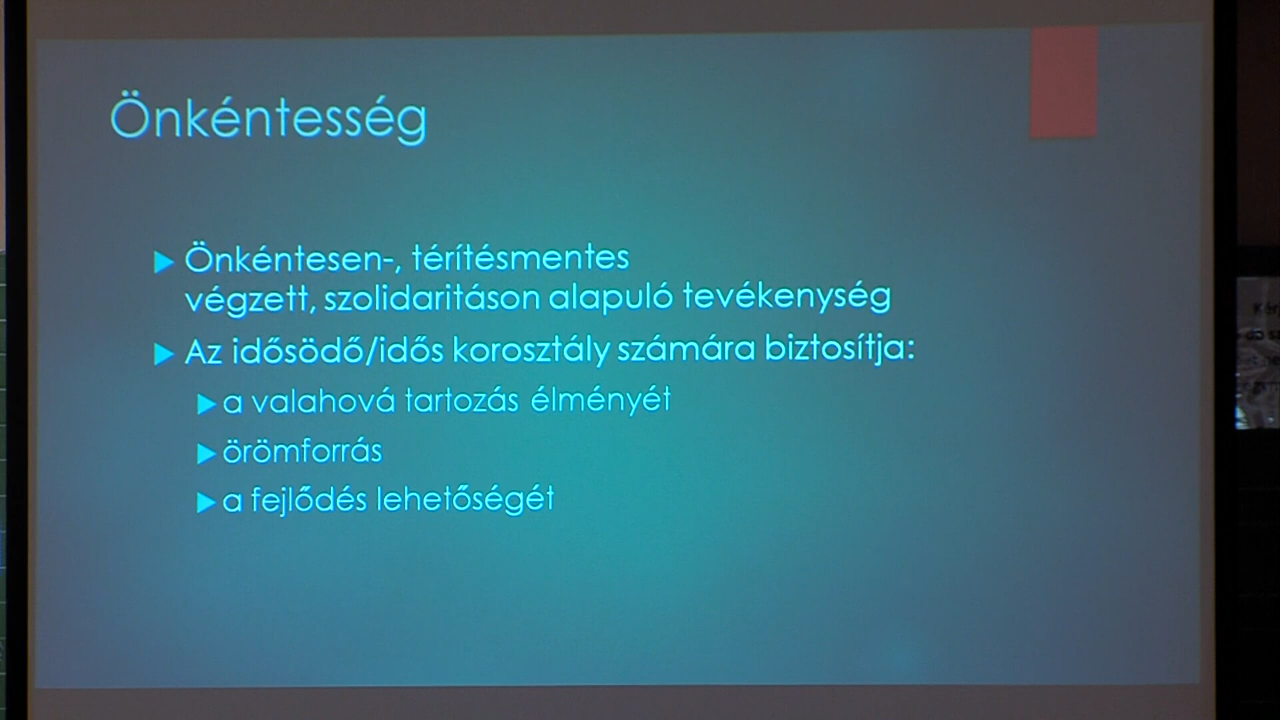 Önkéntesség
Önkéntesen-, térítésmentes
végzett, szolidaritáson alapuló tevékenység
Az idősödő/idős korosztály számára biztosítja:
a valahová tartozás élményét
örömforrás
a fejlődés lehetőségét